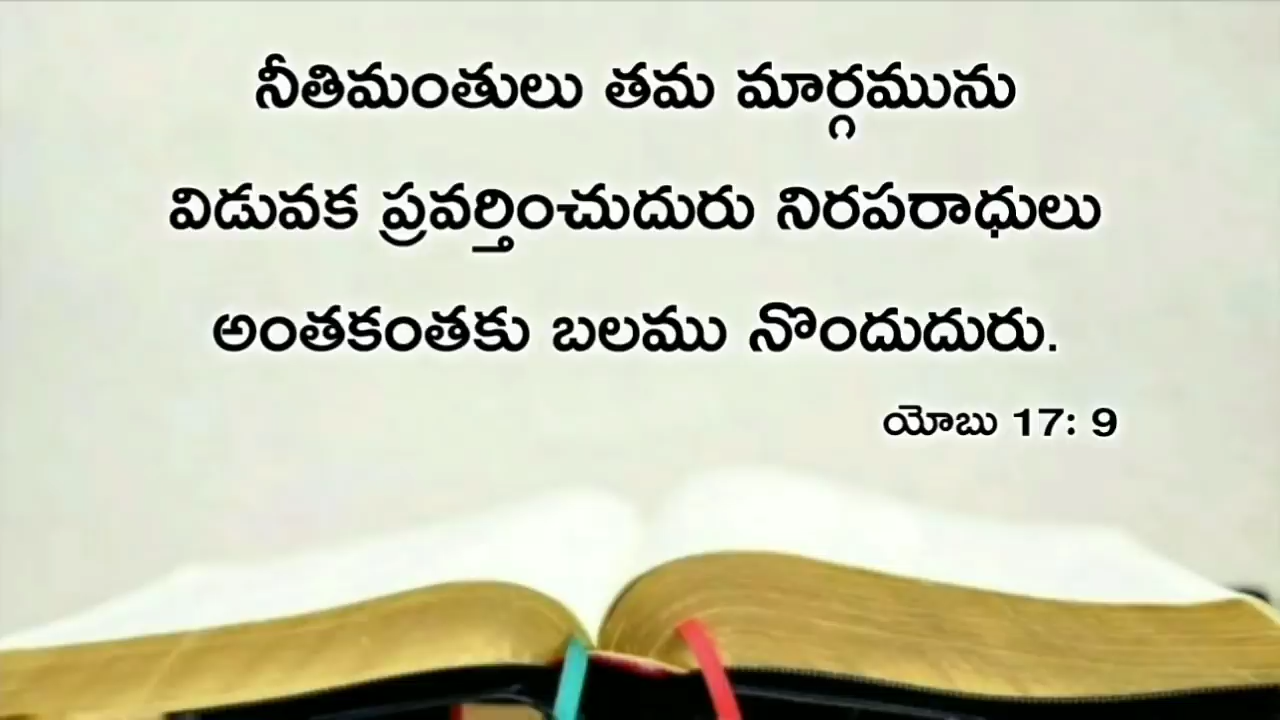 నీతిమంతులు తమ మార్గమును
విడువక ప్రవర్తించుదురు నిరపరాధులు
అంతకంతకు బలము నొందుదురు.
యోబు 17: 9